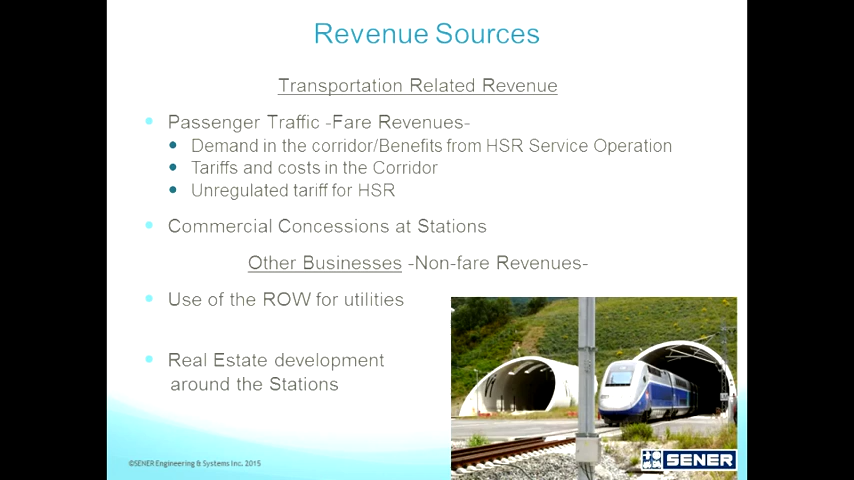 Revenue Sources
Transportation Related Revenue
Passenger Traffic -Fare Revenues-
Demand in the corridor/Benefits from HSR Service Operation
Tariffs and costs in the Corridor
Unregulated tariff for HSR
Commercial Concessions at Stations
Other Businesses -Non-fare Revenues-
Use of the ROW for utilities
Real Estate development
around the Stations
©SENER Engineering & Systems Inc, 2015
SENER